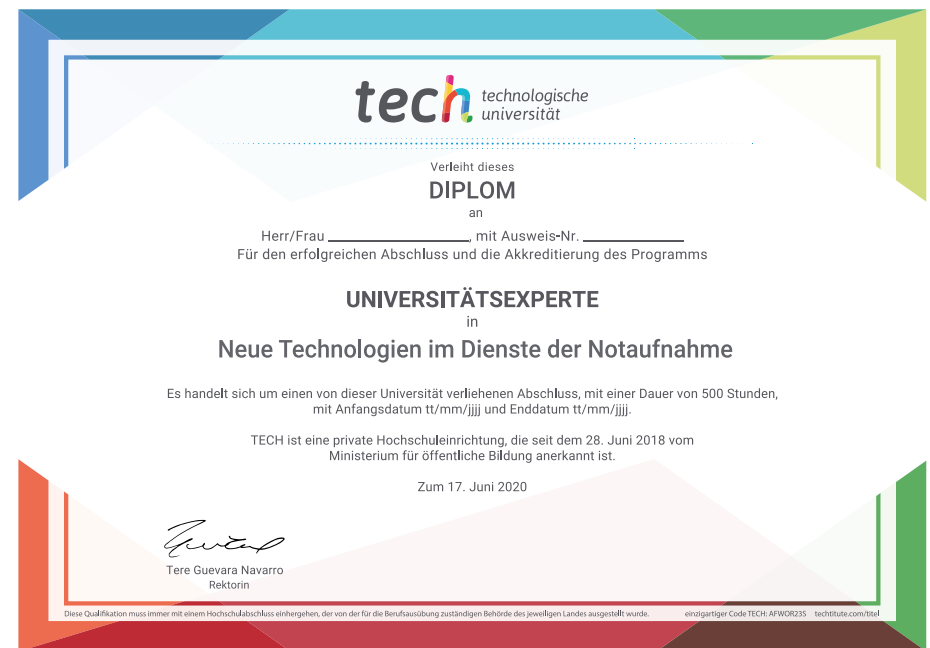 tech technologische
universität
Verleiht dieses
DIPLOM
an
Herr/Frau ____________________, mit Ausweis-Nr. ______________
Für den erfolgreichen Abschluss und die Akkreditierung des Programms
UNIVERSITÄTSEXPERTE
in
Neue Technologien im Dienste der Notaufnahme
Es handelt sich um einen von dieser Universität verliehenen Abschluss, mit einer Dauer von 500 Stunden,
mit Anfangsdatum tt/mm/jjjj und Enddatum tt/mm/jjjj.
TECH ist eine private Hochschuleinrichtung, die seit dem 28. Juni 2018 vom
Ministerium für öffentliche Bildung anerkannt ist.
Zum 17. Juni 2020
Tere Guevara Navarro
Rektorin
Diese Qualifikation muss immer mit einem Hochschulabschluss einhergehen, der von der für die Berufsausübung zuständigen Behörde des jeweiligen Landes ausgestellt wurde. einzigartiger Code TECH: AFWOR23S techtitute.com/titel